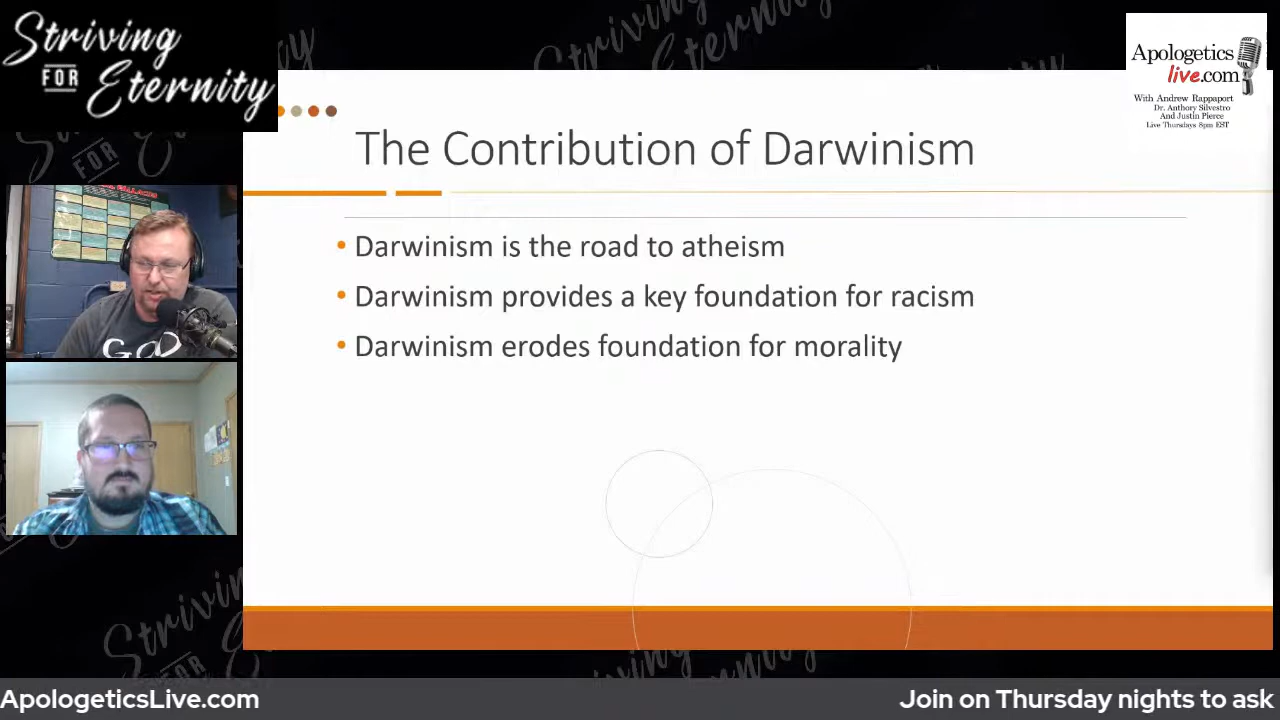 Striving
FOR
Eternity
Apologetics
live.com
With Andrew Rappaport
Dr. Anthony Silvestro
And Justin Pierce
Live Thursdays 8pm EST
The Contribution of Darwinism
• Darwinism is the road to atheism
• Darwinism provides a key foundation for racism
• Darwinism erodes foundation for morality
GOD
ApologeticsLive.com
Join on Thursday nights to ask